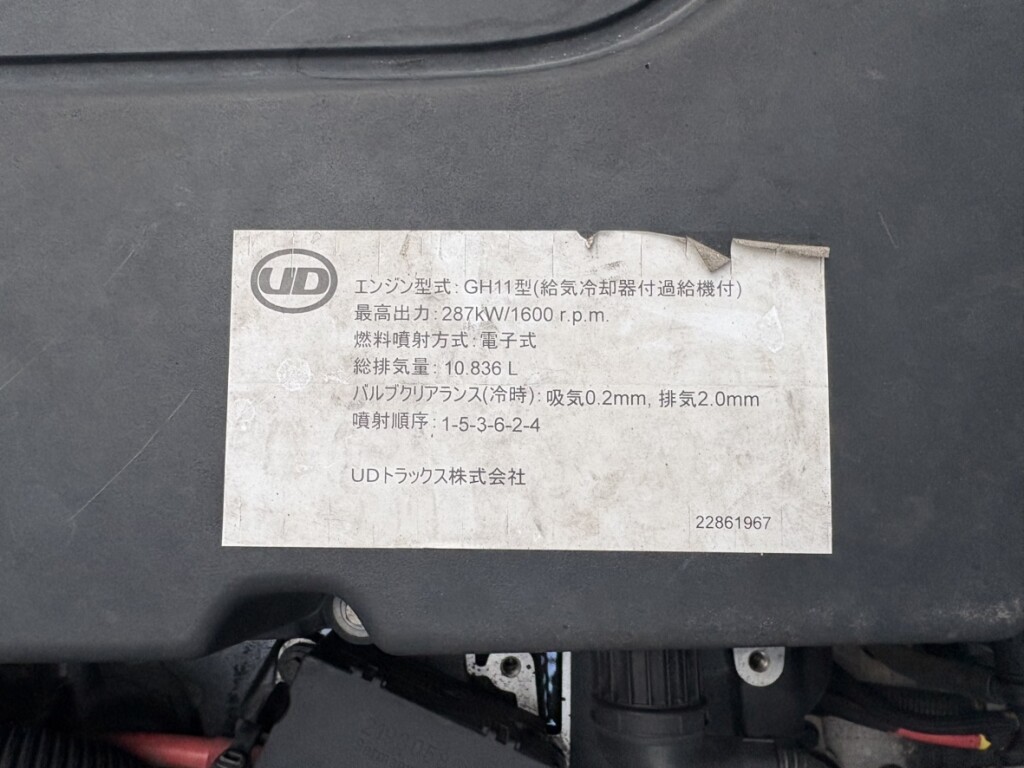 UD
エンジン型式: GH11型(給気冷却器付過給機付)
最高出力: 287kW/1600 r.p.m.
燃料噴射方式: 電子式
総排気量: 10.836 L
バルブクリアランス(冷時): 吸気0.2mm, 排気2.0mm
噴射順序: 1-5-3-6-2-4
UDトラックス株式会社
22861967